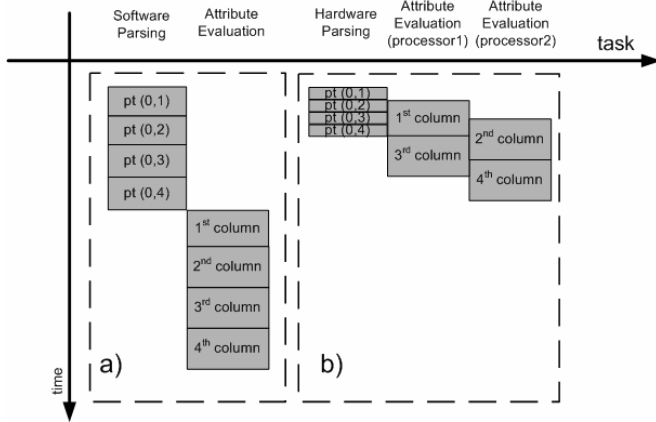 Software
Parsing
Attribute
Evaluation
Hardware
Parsing
Attribute
Evaluation
(processor1)
Attribute
Evaluation
(processor2)
task
pt (0,1)
pt (0,2)
pt (0,3)
pt (0,4)
1st column
2nd column
3rd column
4th column
a)
pt (0,1)
pt (0,2)
pt (0,3)
pt (0,4)
1st column
3rd column
2nd column
4th column
b)
time